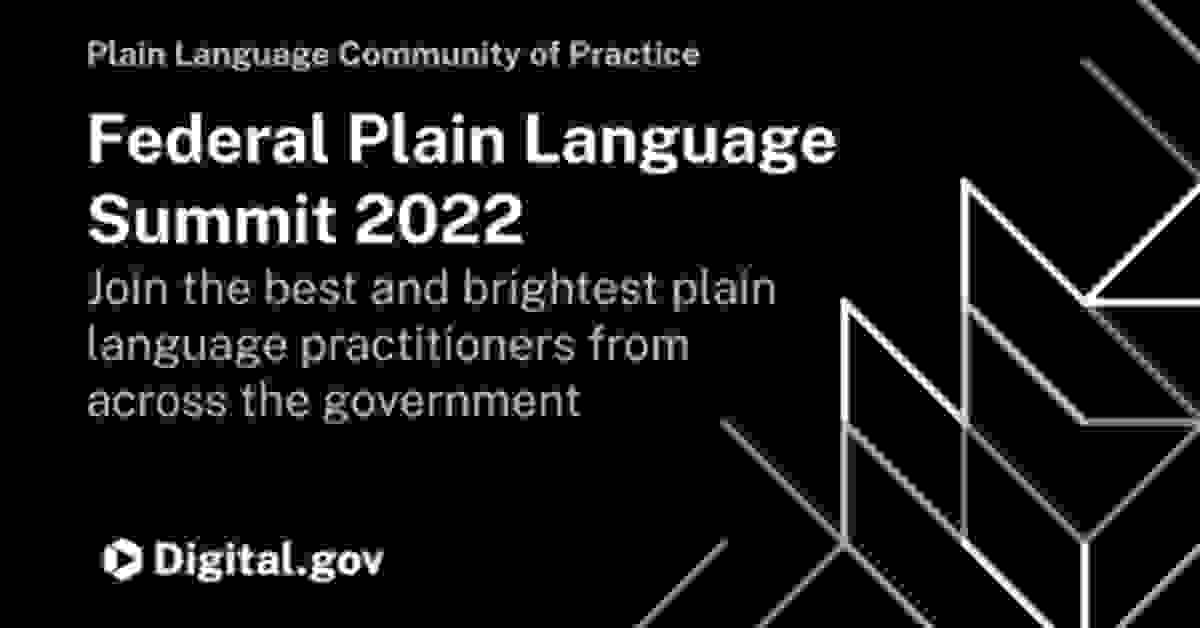 Plain Language Community of Practice
Federal Plain Language
Summit 2022
Join the best and brightest plain
language practitioners from
across the government
Digital.gov